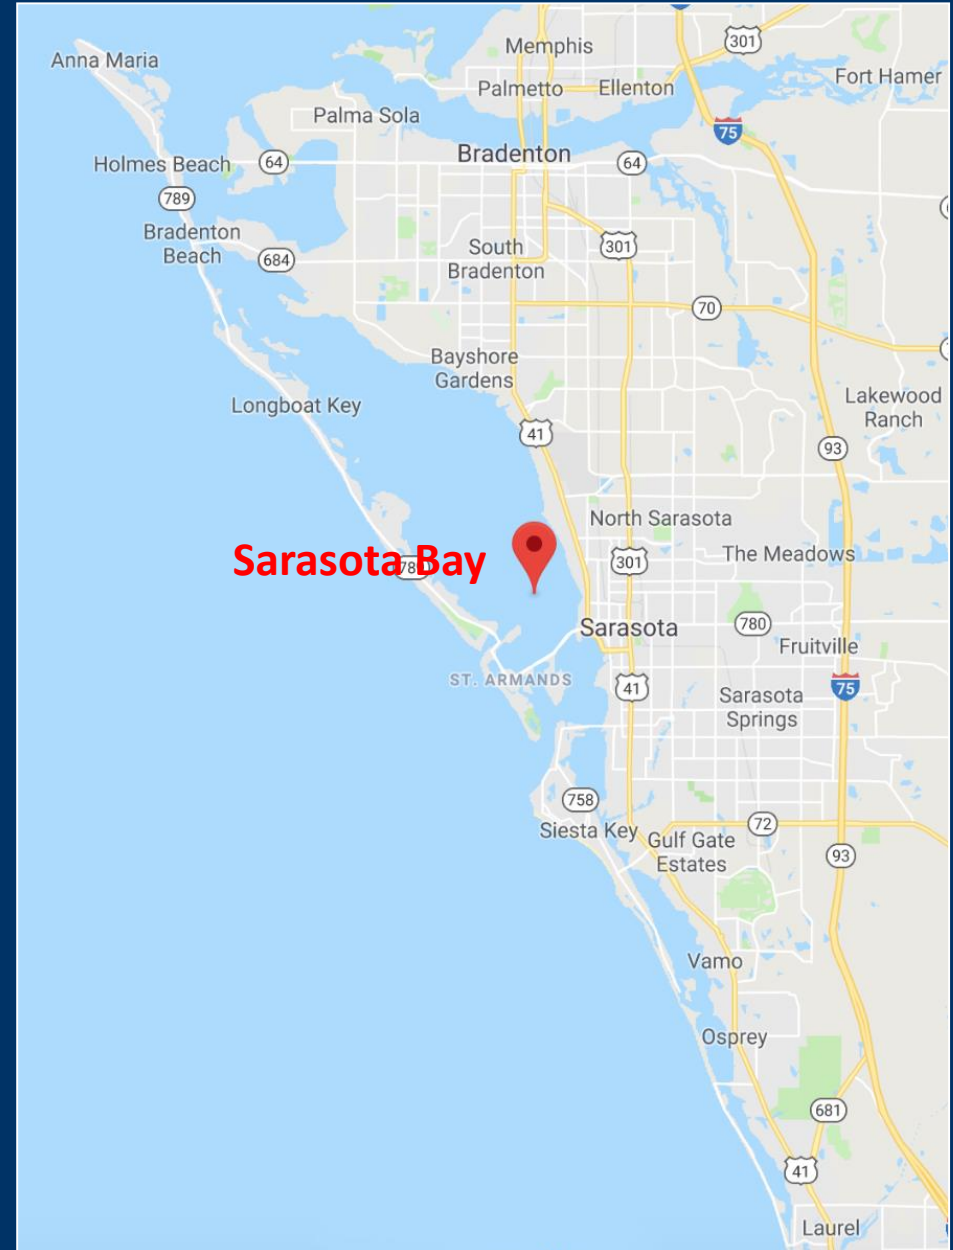 Memphis
301
Anna Maria
Fort Hamer
Palmetto
Ellenton
Palma Sola
75
Bradenton
Holmes Beach
64
64
789
Bradenton
Beach
South
Bradenton
301
684
70
Bayshore
Gardens
Longboat Key
Lakewood
Ranch
41
93
North Sarasota
The Meadows
Sarasota Bay
789
301
Sarasota
780
Fruitville
ST. ARMANDS
41
75
Sarasota
Springs
758
Siesta Key
72
Gulf Gate
Estates
93
Vamo
Osprey
681
41
Laurel